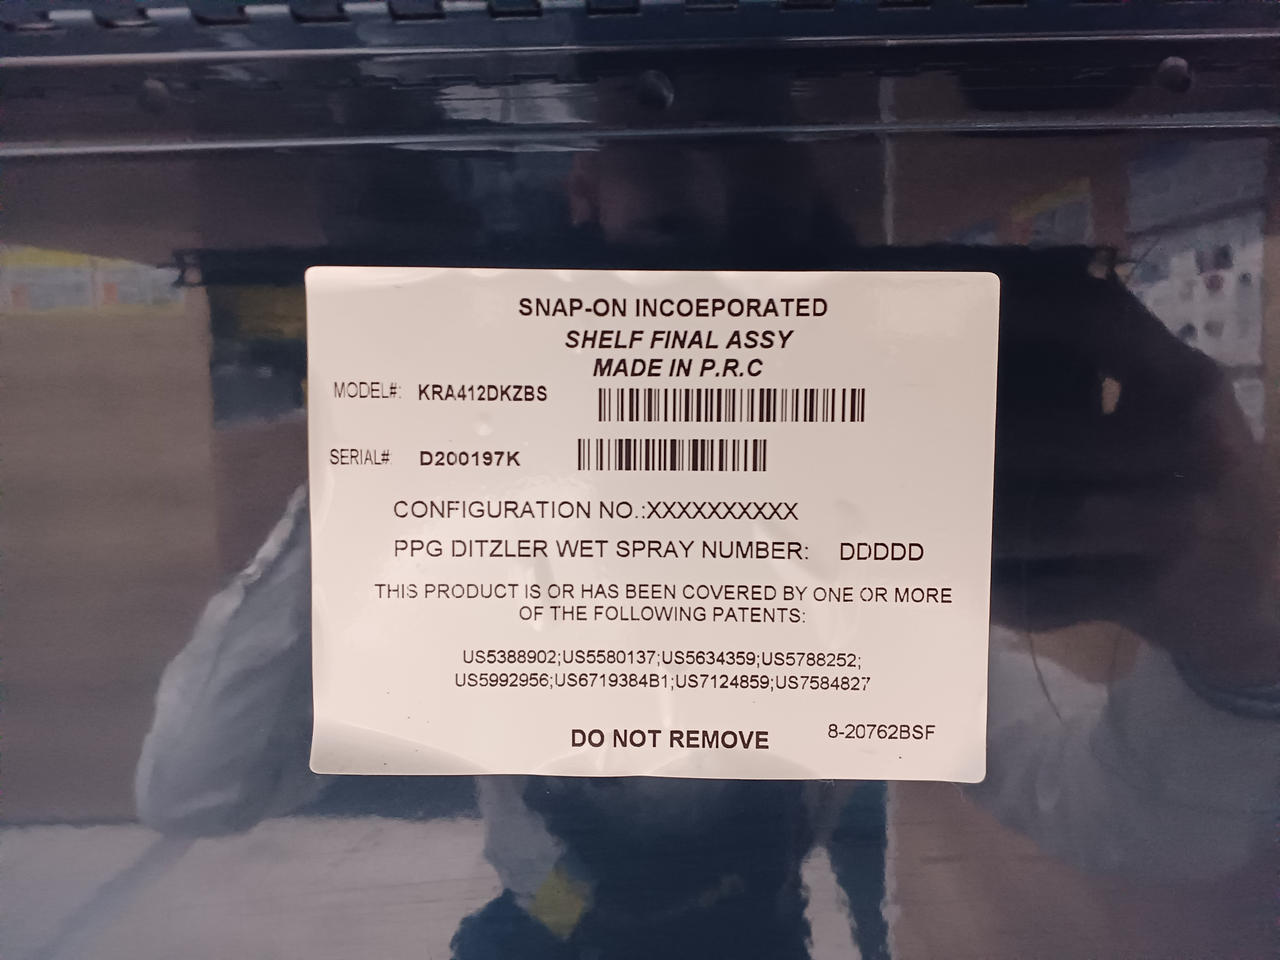 SNAP-ON INCOEPORATED
SHELF FINAL ASSY
MADE IN P.R.C
MODEL#: KRA412DKZBS
SERIAL#: D200197K
CONFIGURATION NO.:XXXXXXXXXX
PPG DITZLER WET SPRAY NUMBER: DDDDD
THIS PRODUCT IS OR HAS BEEN COVERED BY ONE OR MORE
OF THE FOLLOWING PATENTS:
US5388902;US5580137;US5634359;US5788252;
US5992956;US6719384B1;US7124859;US7584827
DO NOT REMOVE 8-20762BSF